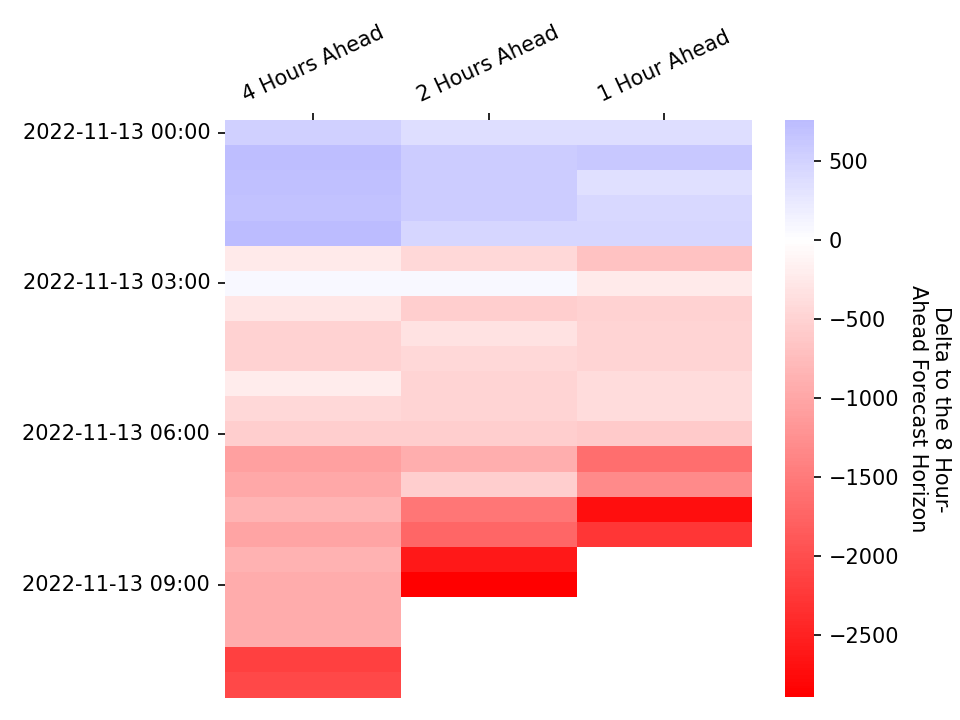 4 Hours Ahead
2 Hours Ahead
1 Hour Ahead
2022-11-13 00:00
2022-11-13 03:00
2022-11-13 06:00
2022-11-13 09:00
500
0
−500
−1000
−1500
−2000
−2500
Delta to the 8 Hour-
Ahead Forecast Horizon